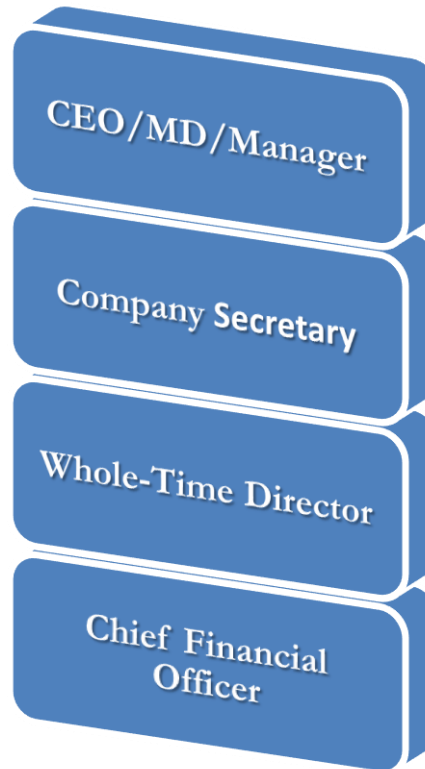 CEO/MD/Manager
Company Secretary
Whole-Time Director
Chief Financial
Officer